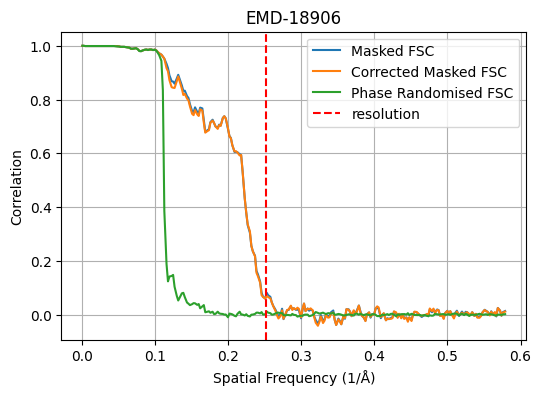 EMD-18906
Masked FSC
Corrected Masked FSC
Phase Randomised FSC
resolution
Correlation
1.0
0.8
0.6
0.4
0.2
0.0
0.0 0.1 0.2 0.3 0.4 0.5 0.6
Spatial Frequency (1/Å)